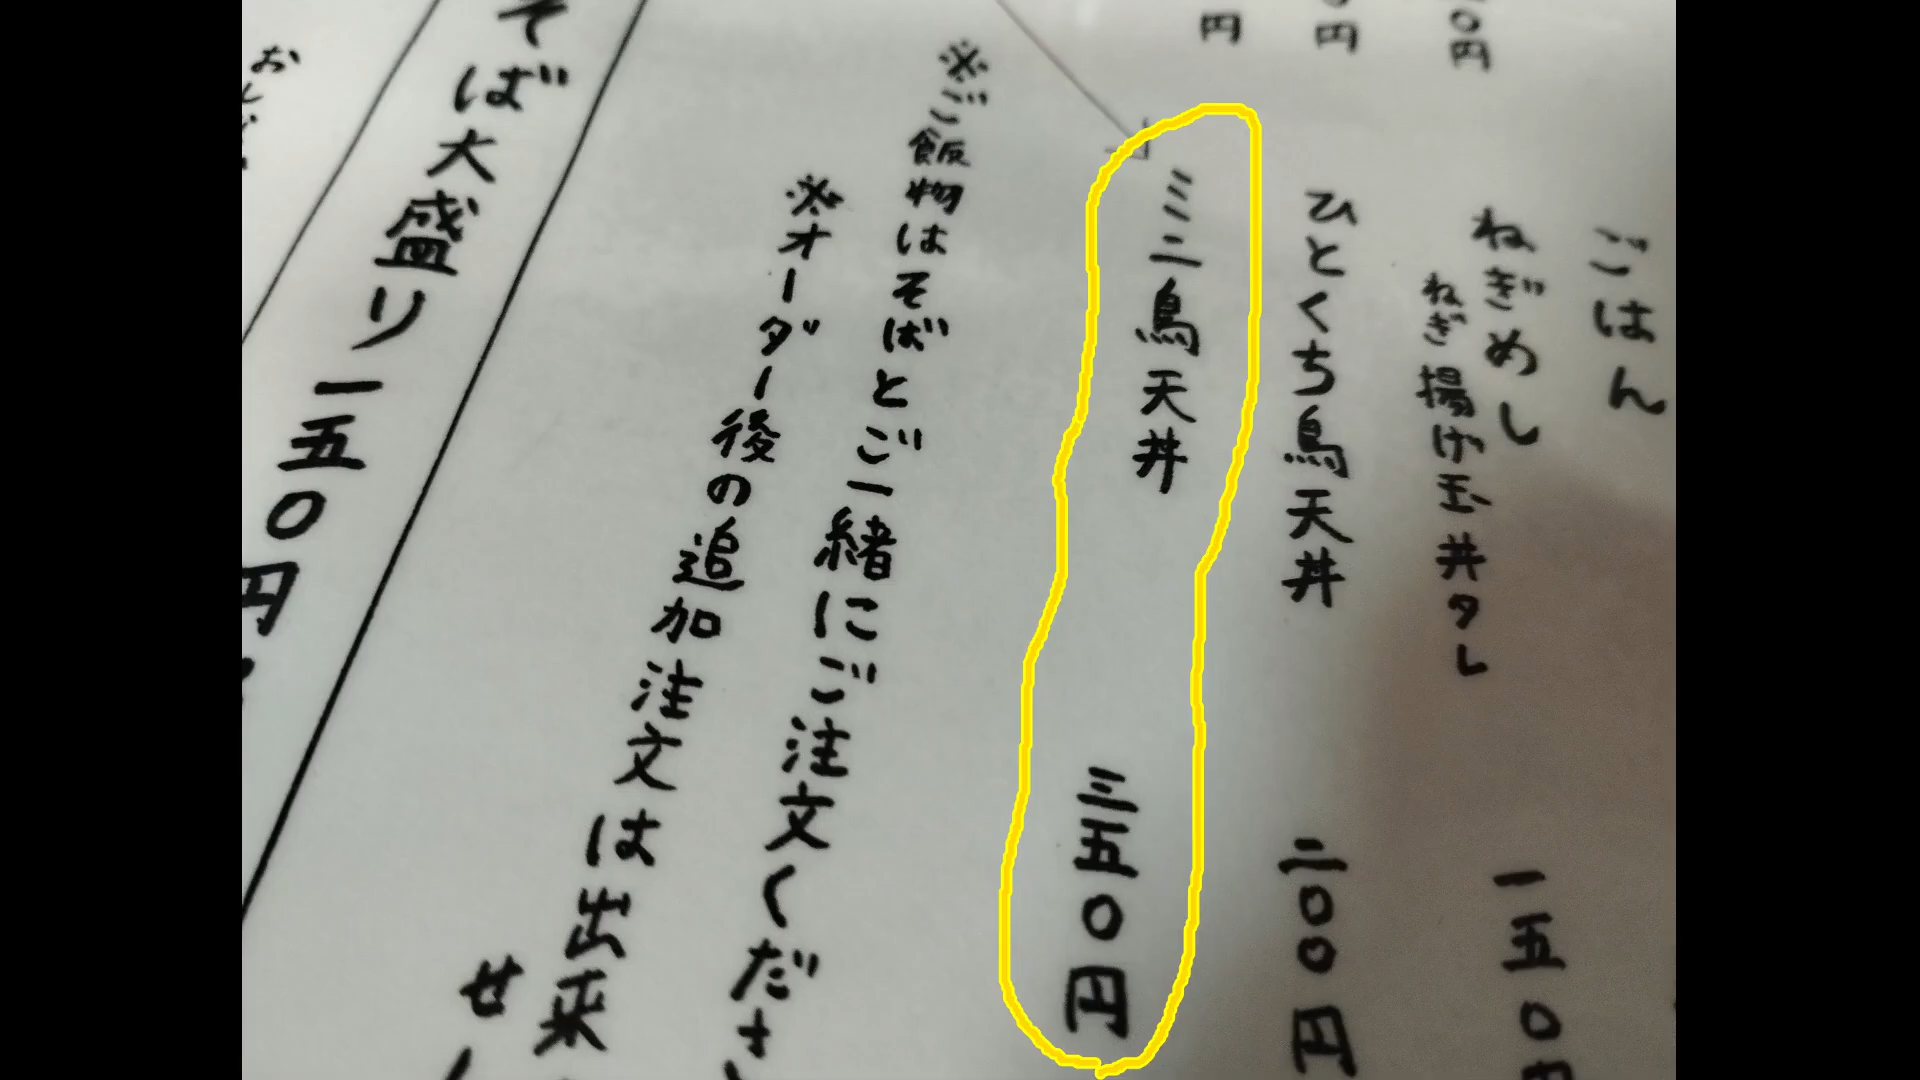 ごはん
ねぎめし
一五〇円
ねぎ揚げ玉丼タレ
ひとくち鳥天丼
二〇〇円
ミニ鳥天丼
三五〇円
※ご飯物はそばとご一緒にご注文くださ
※オーダー後の追加注文は出来
せ
そば大盛り一五〇円
〇円
円
円